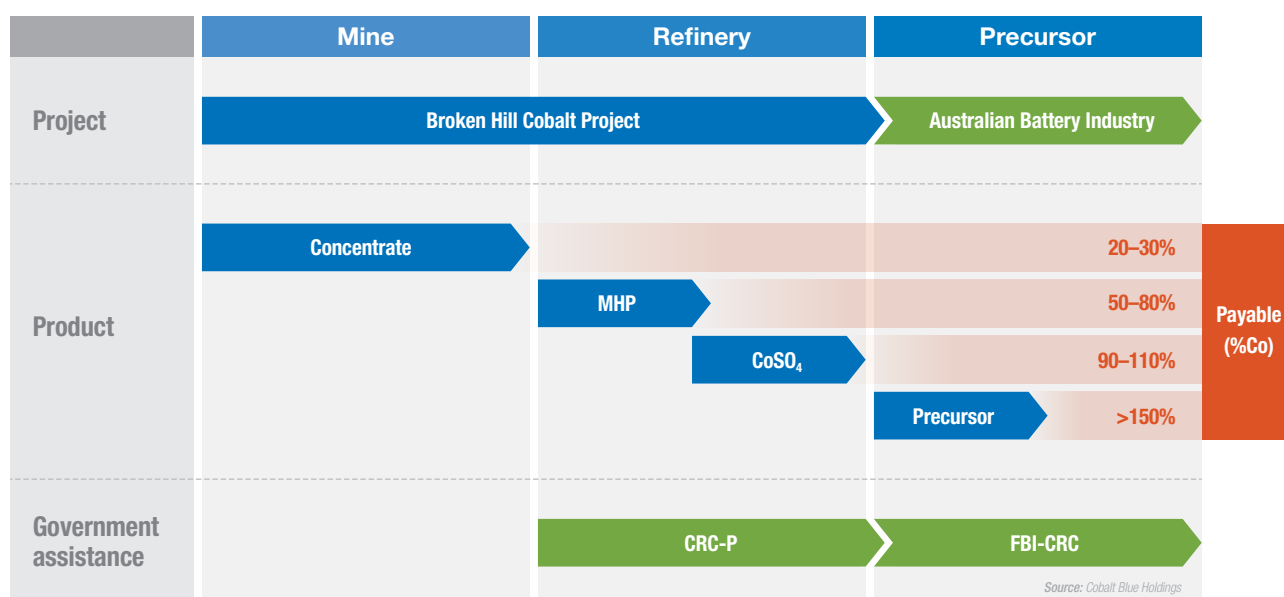 Mine
Refinery
Precursor
Project
Broken Hill Cobalt Project
Australian Battery Industry
Product
Concentrate
20–30%
MHP
50–80%
CoSO₄
90–110%
Precursor
>150%
Payable
(%Co)
Government
assistance
CRC-P
FBI-CRC
Source: Cobalt Blue Holdings